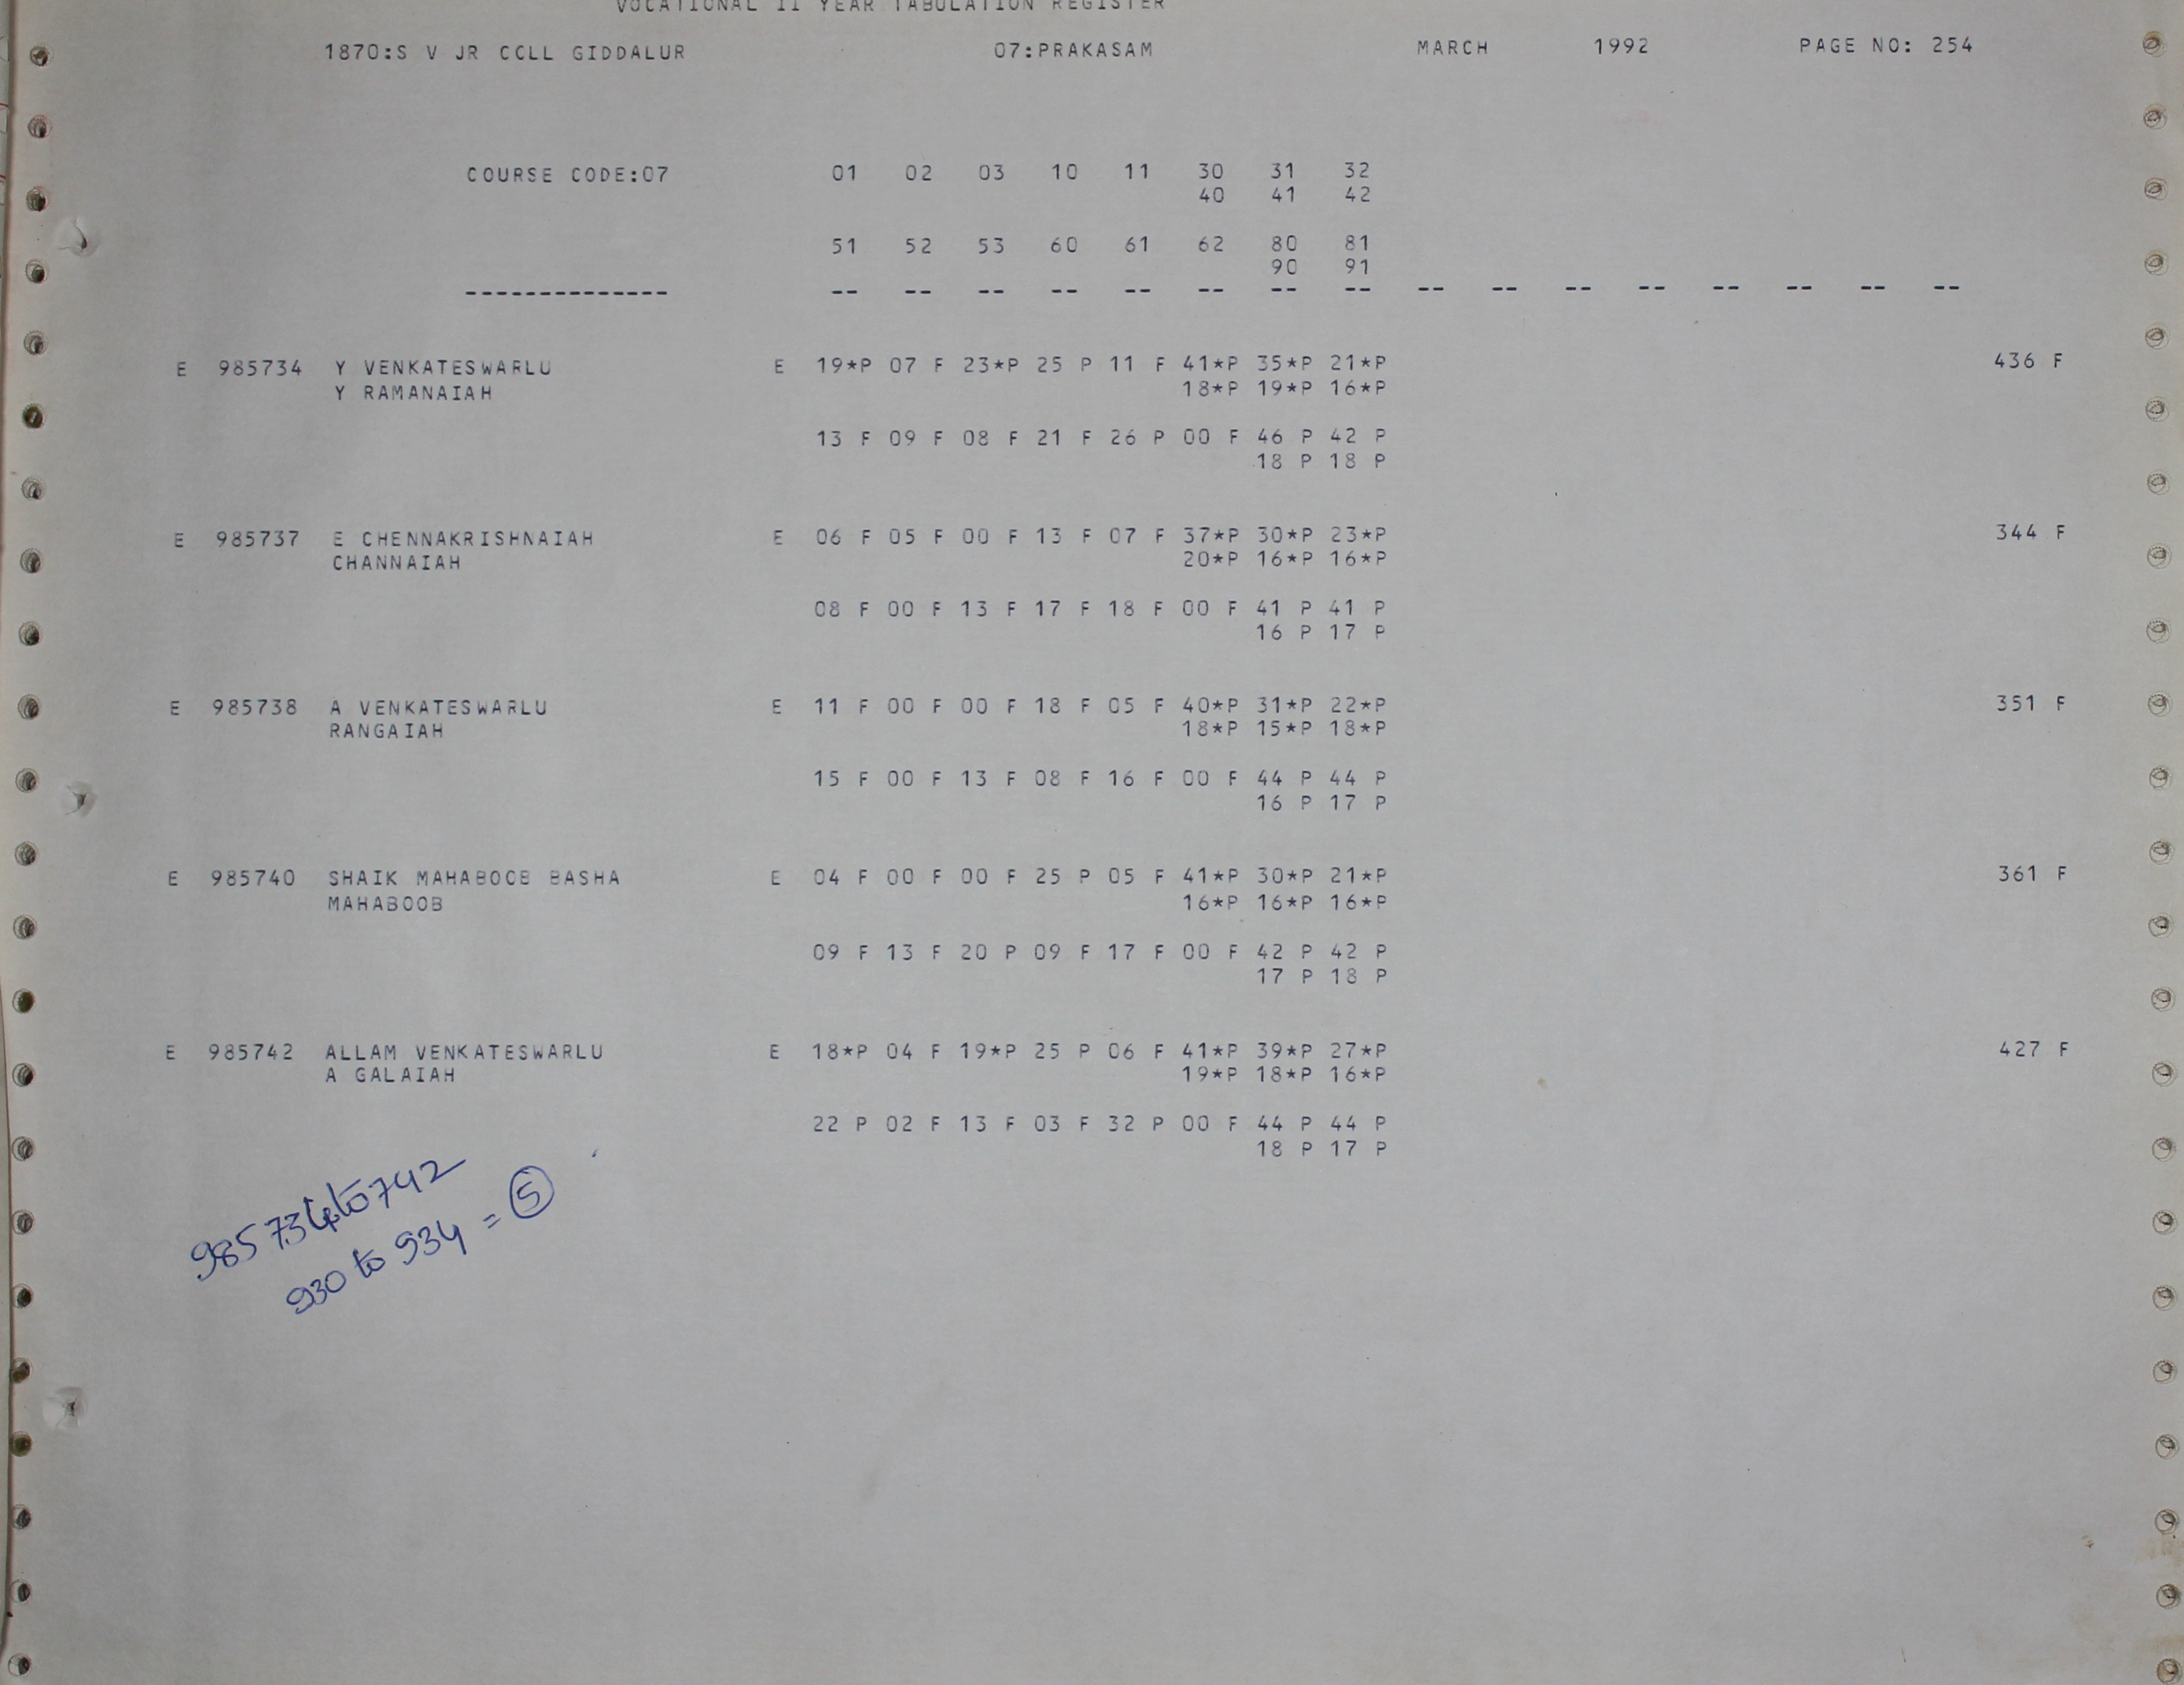 VOCATIONAL II YEAR TABULATION REGISTER
1870:S V JR CCLL GIDDALUR 07:PRAKASAM MARCH 1992 PAGE NO: 254
COURSE CODE:07 01 02 03 10 11 30 31 32
40 41 42
51 52 53 60 61 62 80 81
90 91
-------------- -- -- -- -- -- -- -- -- -- -- -- -- -- -- -- --
E 985734 Y VENKATESWARLU E 19*P 07 F 23*P 25 P 11 F 41*P 35*P 21*P 436 F
Y RAMANAIAH 18*P 19*P 16*P
13 F 09 F 08 F 21 F 26 P 00 F 46 P 42 P
18 P 18 P
E 985737 E CHENNAKRISHNAIAH E 06 F 05 F 00 F 13 F 07 F 37*P 30*P 23*P 344 F
CHANNAIAH 20*P 16*P 16*P
08 F 00 F 13 F 17 F 18 F 00 F 41 P 41 P
16 P 17 P
E 985738 A VENKATESWARLU E 11 F 00 F 00 F 18 F 05 F 40*P 31*P 22*P 351 F
RANGAIAH 18*P 15*P 18*P
15 F 00 F 13 F 08 F 16 F 00 F 44 P 44 P
16 P 17 P
E 985740 SHAIK MAHABOOB BASHA E 04 F 00 F 00 F 25 P 05 F 41*P 30*P 21*P 361 F
MAHABOOB 16*P 16*P 16*P
09 F 13 F 20 P 09 F 17 F 00 F 42 P 42 P
17 P 18 P
E 985742 ALLAM VENKATESWARLU E 18*P 04 F 19*P 25 P 06 F 41*P 39*P 27*P 427 F
A GALAIAH 19*P 18*P 16*P
22 P 02 F 13 F 03 F 32 P 00 F 44 P 44 P
18 P 17 P
985734 to 742
930 to 934 = 5